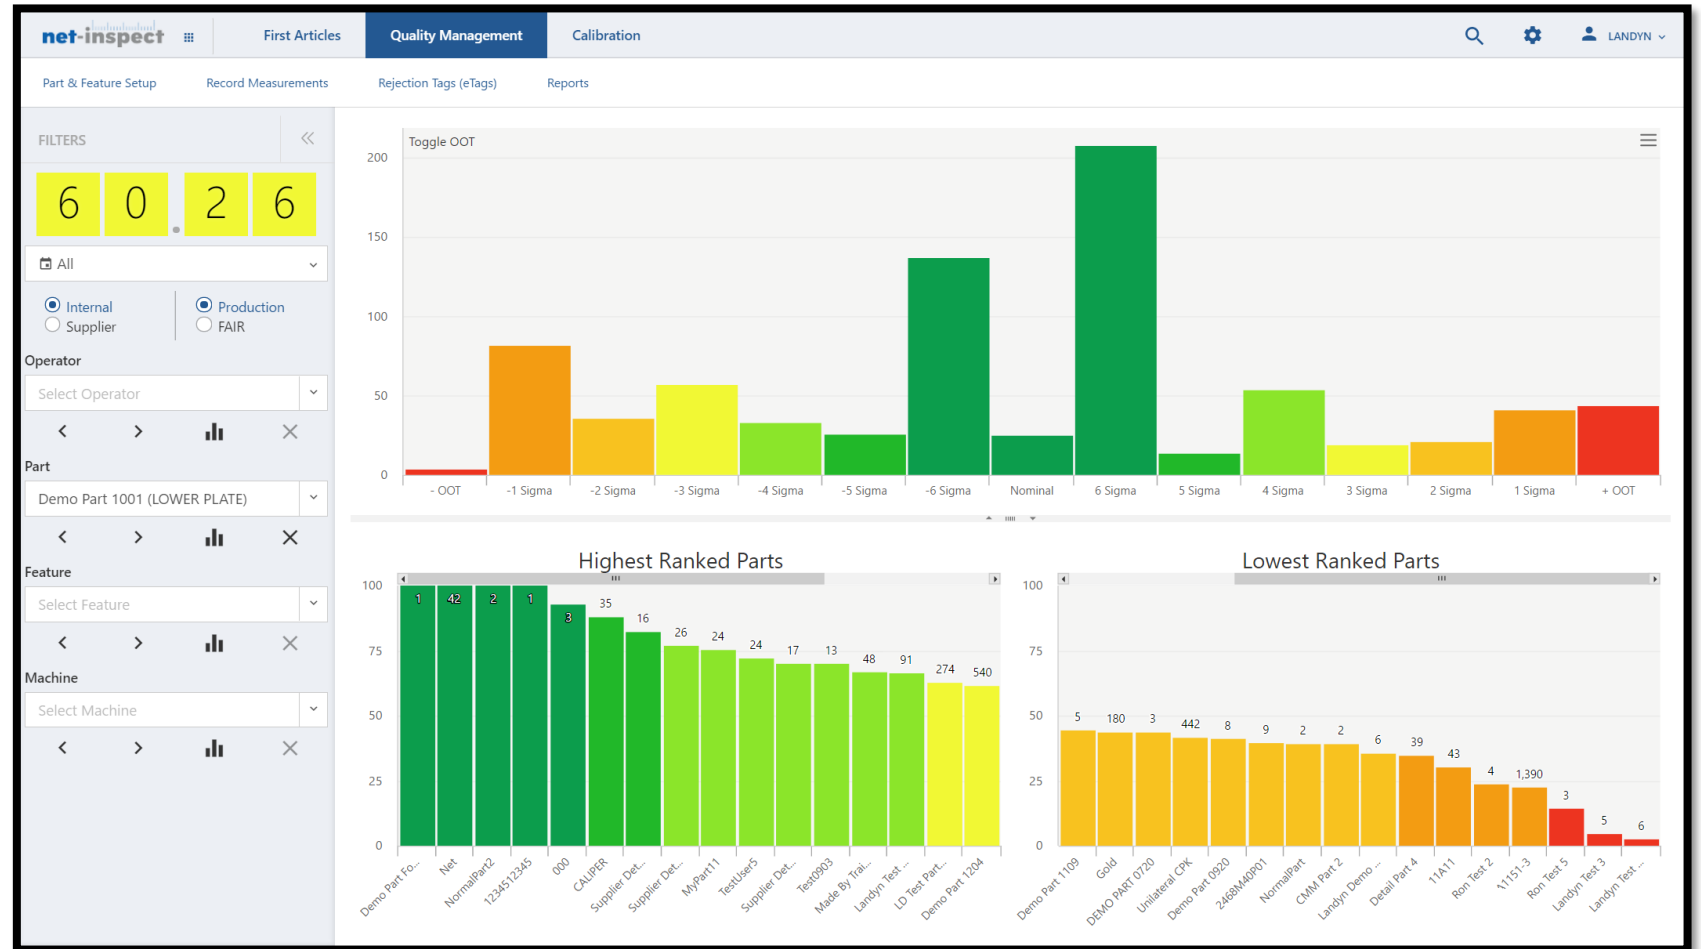 net-inspect First Articles Quality Management Calibration LANDYN
Part & Feature Setup Record Measurements Rejection Tags (eTags) Reports
FILTERS
60.26
All
Internal Production
Supplier FAIR
Operator
Select Operator
Part
Demo Part 1001 (LOWER PLATE)
Feature
Select Feature
Machine
Select Machine
Toggle OOT
200
150
100
50
0
- OOT -1 Sigma -2 Sigma -3 Sigma -4 Sigma -5 Sigma -6 Sigma Nominal 6 Sigma 5 Sigma 4 Sigma 3 Sigma 2 Sigma 1 Sigma + OOT
Highest Ranked Parts
100
75
50
25
0
1 42 2 1 3 35 16 26 24 24 17 13 48 91 274 540
Demo Part Fo...
Net
NormalPart2
1234512345
000
CALIPER
Supplier Det...
Supplier Det...
MyPart11
TestUser5
Supplier Det...
Test0903
Made By Trai...
Landyn Test ...
LD Test Part...
Demo Part 1204
Lowest Ranked Parts
100
75
50
25
0
5 180 3 442 8 9 2 2 6 39 43 4 1,390 3 5 6
Demo Part 1109
Gold
DEMO PART 0720
Unilateral CPK
Demo Part 0920
2468M40P01
NormalPart
CMM Part 2
Landyn Demo ...
Detail Part 4
11A11
Ron Test 2
Ron Test 5
Landyn Test 3
Landyn Test ...